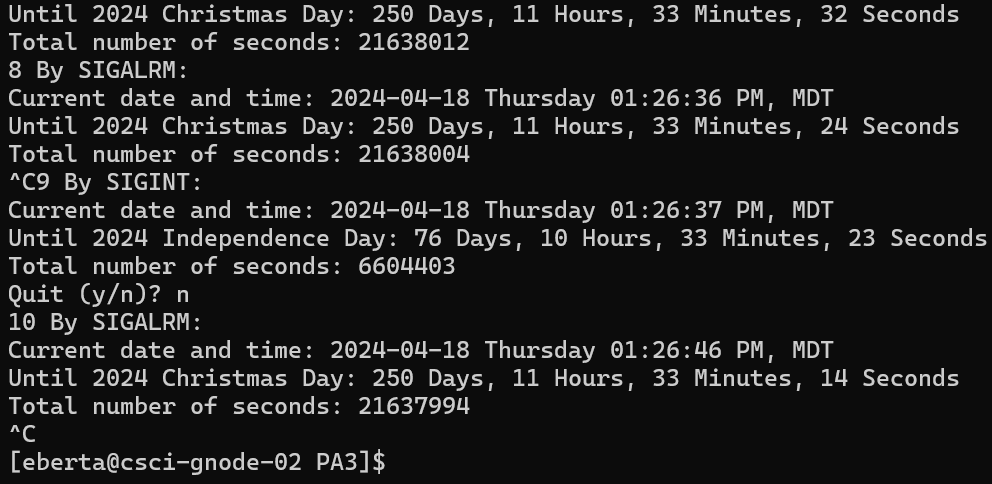 Until 2024 Christmas Day: 250 Days, 11 Hours, 33 Minutes, 32 Seconds
Total number of seconds: 21638012
8 By SIGALRM:
Current date and time: 2024-04-18 Thursday 01:26:36 PM, MDT
Until 2024 Christmas Day: 250 Days, 11 Hours, 33 Minutes, 24 Seconds
Total number of seconds: 21638004
^C9 By SIGINT:
Current date and time: 2024-04-18 Thursday 01:26:37 PM, MDT
Until 2024 Independence Day: 76 Days, 10 Hours, 33 Minutes, 23 Seconds
Total number of seconds: 6604403
Quit (y/n)? n
10 By SIGALRM:
Current date and time: 2024-04-18 Thursday 01:26:46 PM, MDT
Until 2024 Christmas Day: 250 Days, 11 Hours, 33 Minutes, 14 Seconds
Total number of seconds: 21637994
^C
[eberta@csci-gnode-02 PA3]$